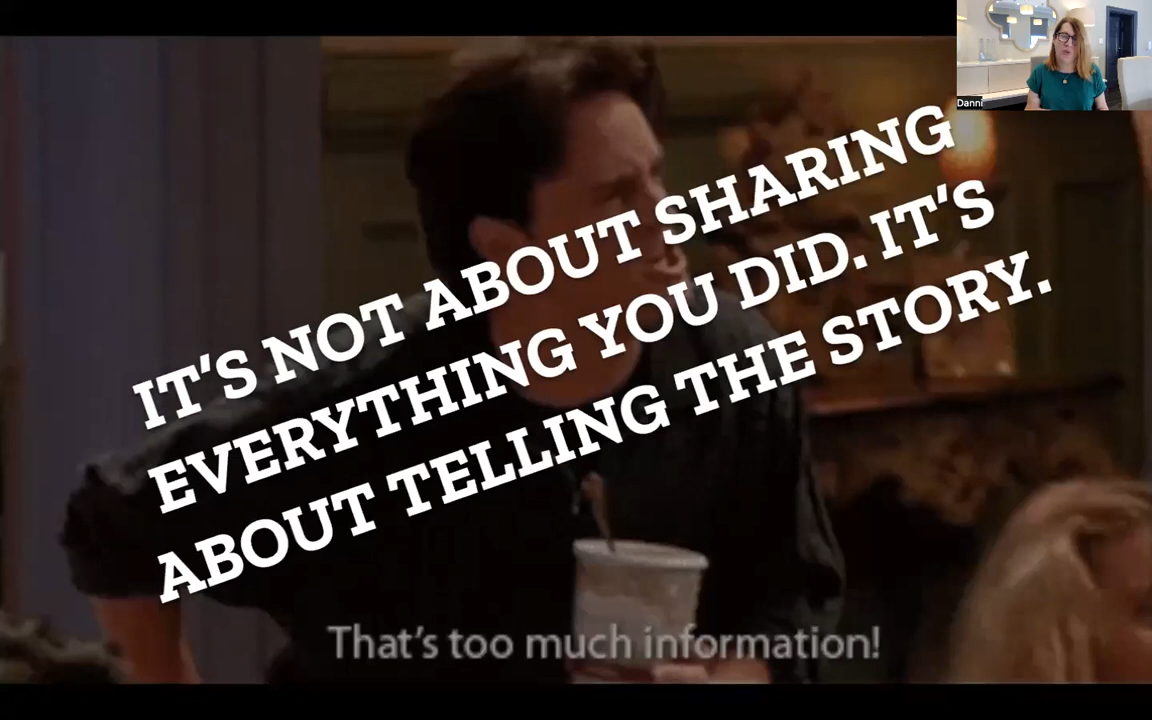 Danni
IT'S NOT ABOUT SHARING
EVERYTHING YOU DID. IT'S
ABOUT TELLING THE STORY.
That's too much information!